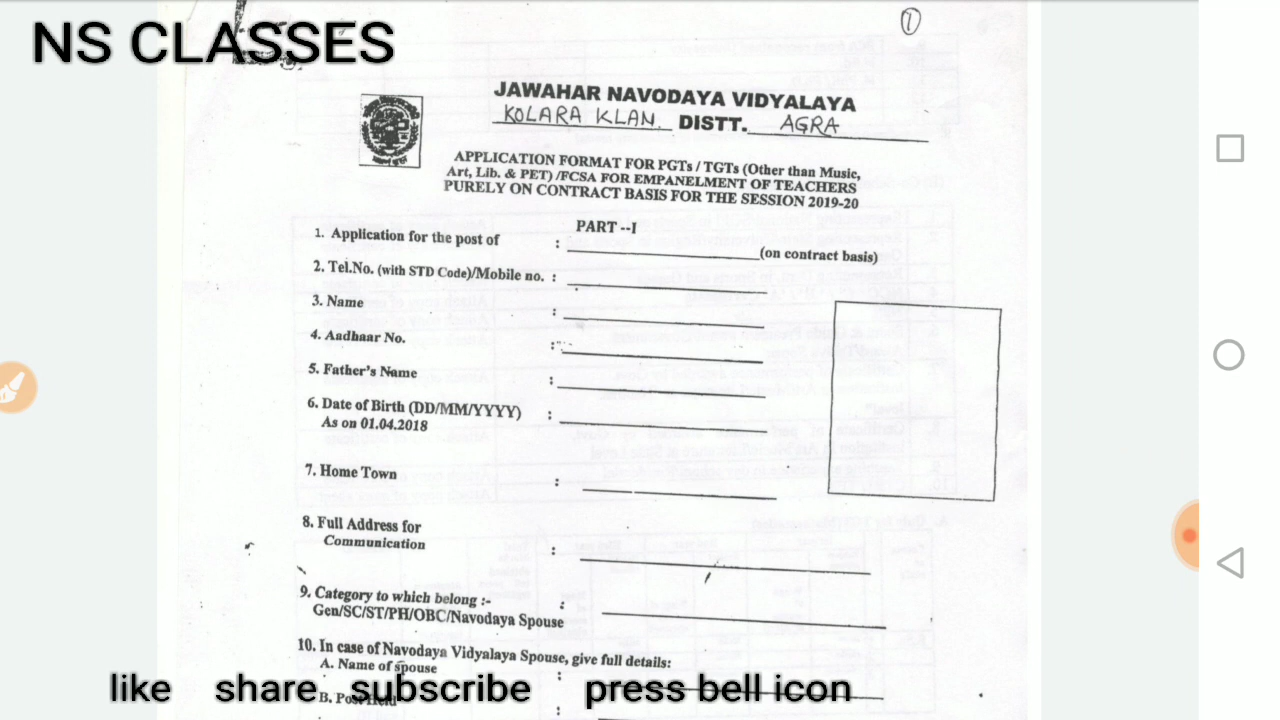 NS CLASSES
1
JAWAHAR NAVODAYA VIDYALAYA
KOLARA KLAN. DISTT. AGRA
APPLICATION FORMAT FOR PGTs / TGTs (Other than Music,
Art, Lib. & PET) /FCSA FOR EMPANELMENT OF TEACHERS
PURELY ON CONTRACT BASIS FOR THE SESSION 2019-20
PART --I
1. Application for the post of : (on contract basis)
2. Tel.No. (with STD Code)/Mobile no. :
3. Name :
4. Aadhaar No. :
5. Father's Name :
6. Date of Birth (DD/MM/YYYY) :
As on 01.04.2018
7. Home Town :
8. Full Address for
Communication :
9. Category to which belong :- :
Gen/SC/ST/PH/OBC/Navodaya Spouse
10. In case of Navodaya Vidyalaya Spouse, give full details:
A. Name of spouse :
like share subscribe press bell icon
B. Post held :